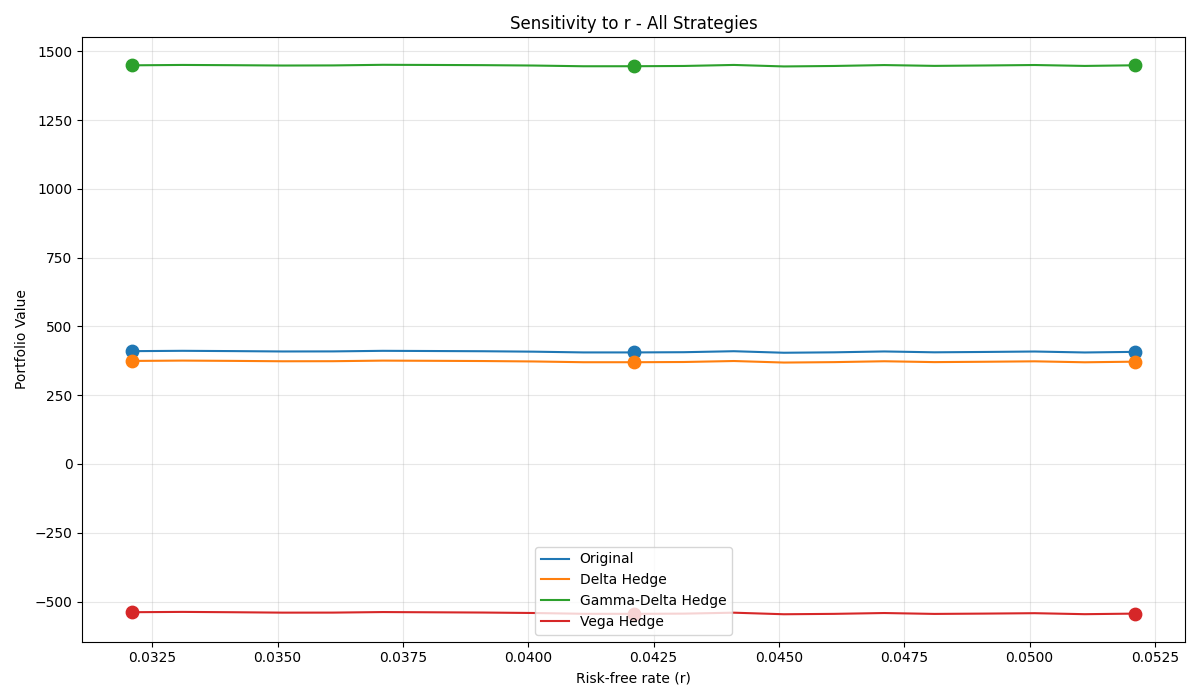 Sensitivity to r - All Strategies
Portfolio Value
1500
1250
1000
750
500
250
0
−250
−500
Original
Delta Hedge
Gamma-Delta Hedge
Vega Hedge
0.0325
0.0350
0.0375
0.0400
0.0425
0.0450
0.0475
0.0500
0.0525
Risk-free rate (r)